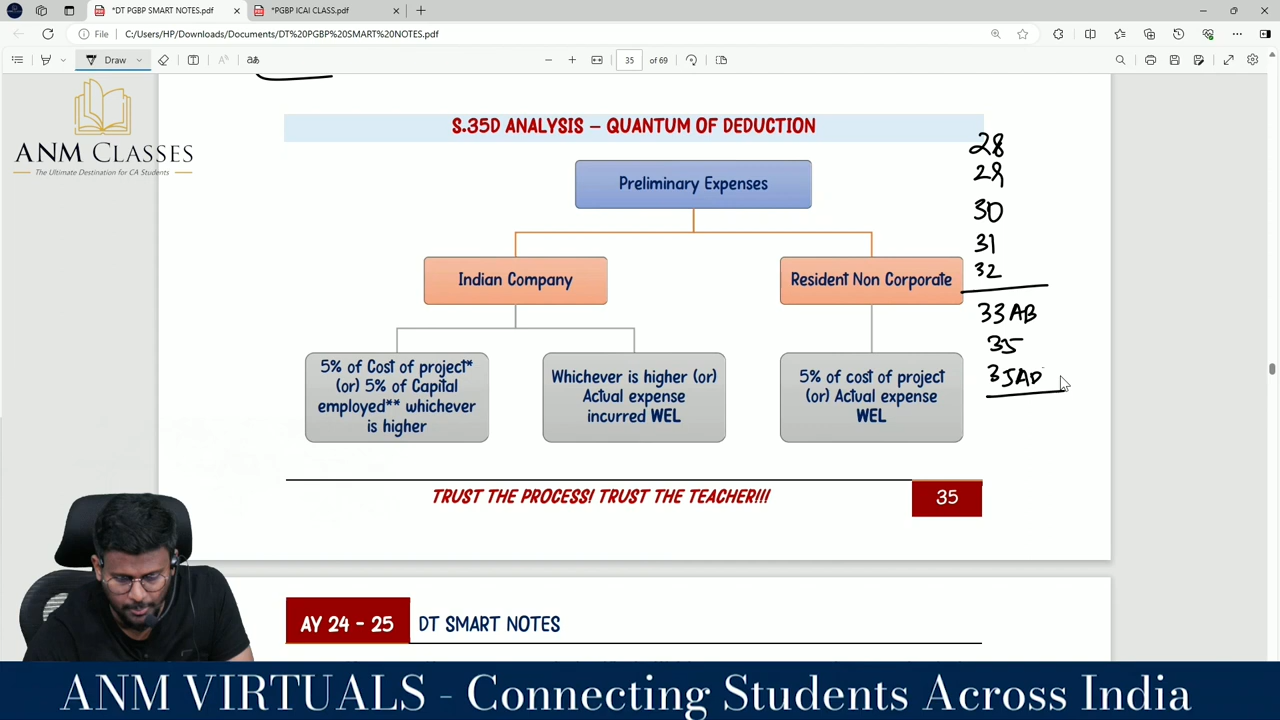 *DT PGBP SMART NOTES.pdf
*PGBP ICAI CLASS.pdf
File
C:/Users/HP/Downloads/Documents/DT%20PGBP%20SMART%20NOTES.pdf
Draw
35 of 69
ANM CLASSES
The Ultimate Destination for CA Students
S.35D ANALYSIS – QUANTUM OF DEDUCTION
Preliminary Expenses
Indian Company
Resident Non Corporate
5% of Cost of project*
(or) 5% of Capital
employed** whichever
is higher
Whichever is higher (or)
Actual expense
incurred WEL
5% of cost of project
(or) Actual expense
WEL
28
29
30
31
32
33AB
35
35AD
TRUST THE PROCESS! TRUST THE TEACHER!!!
35
AY 24 - 25
DT SMART NOTES
ANM VIRTUALS - Connecting Students Across India